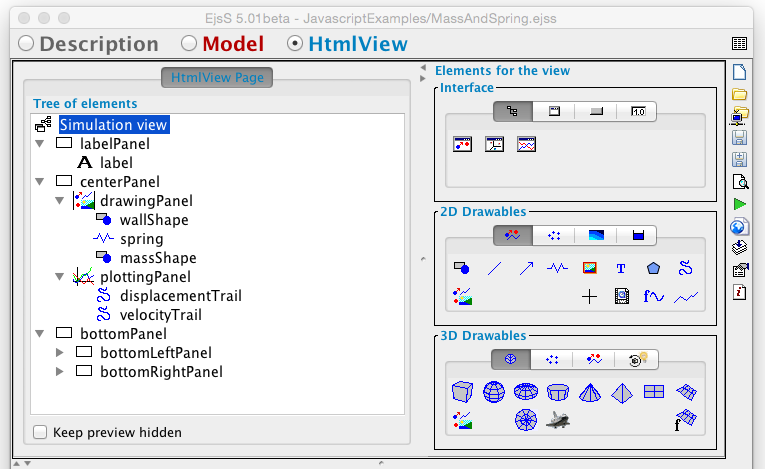 EjsS 5.01beta - JavascriptExamples/MassAndSpring.ejss
Description Model HtmlView
HtmlView Page
Tree of elements
Simulation view
labelPanel
A label
centerPanel
drawingPanel
wallShape
spring
massShape
plottingPanel
displacementTrail
velocityTrail
bottomPanel
bottomLeftPanel
bottomRightPanel
Keep preview hidden
Elements for the view
Interface
1.0
2D Drawables
T
f
3D Drawables
f
i